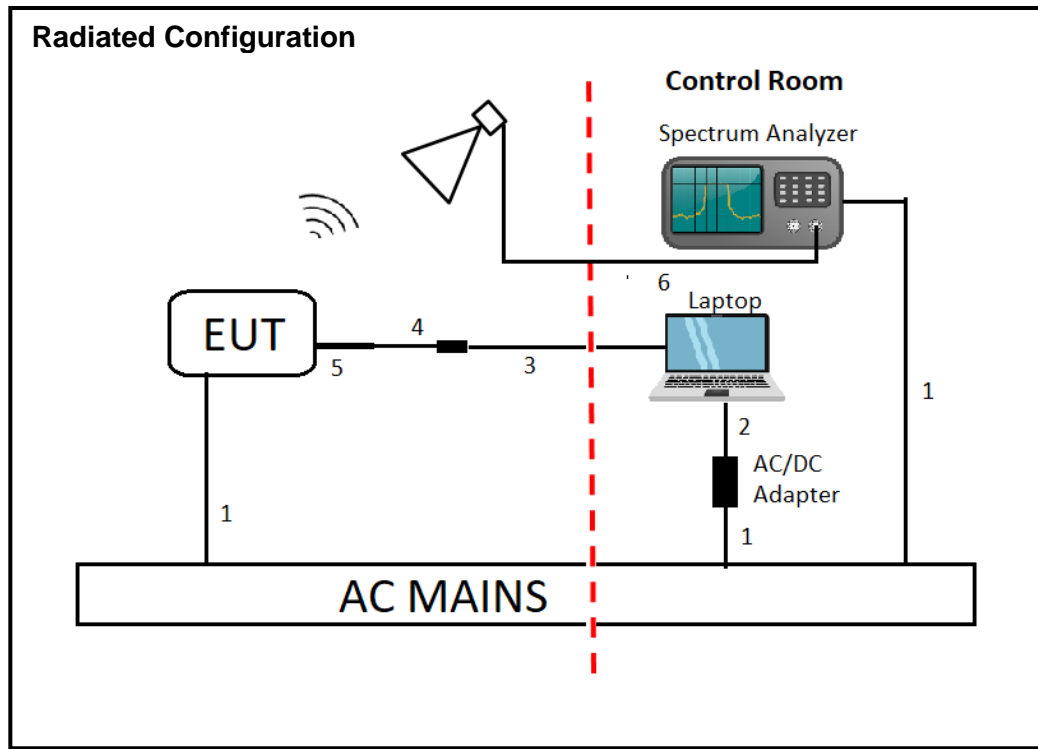 Radiated Configuration
Control Room
Spectrum Analyzer
6
Laptop
EUT
4
5
3
1
2
AC/DC
Adapter
1
1
AC MAINS